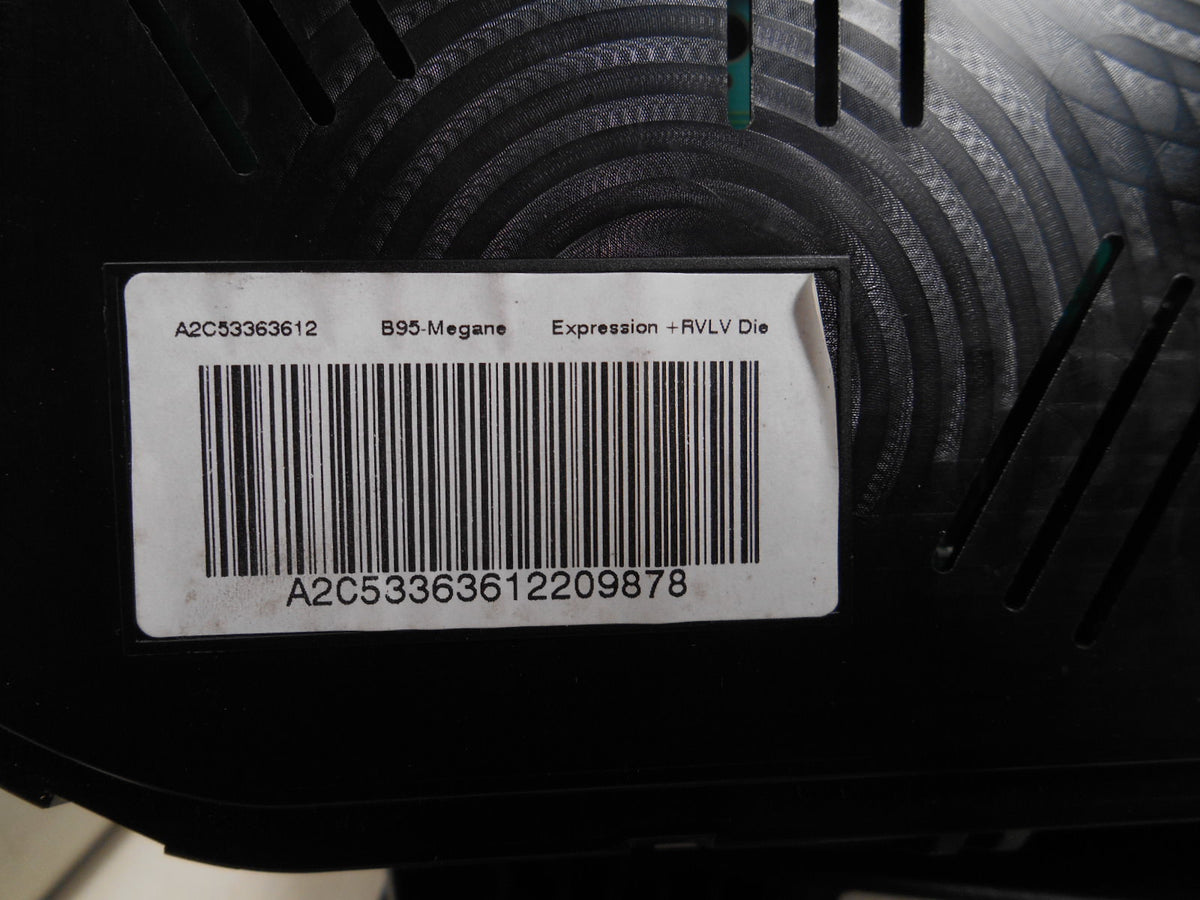 A2C53363612 B95-Megane Expression +RVLV Die
A2C53363612209878